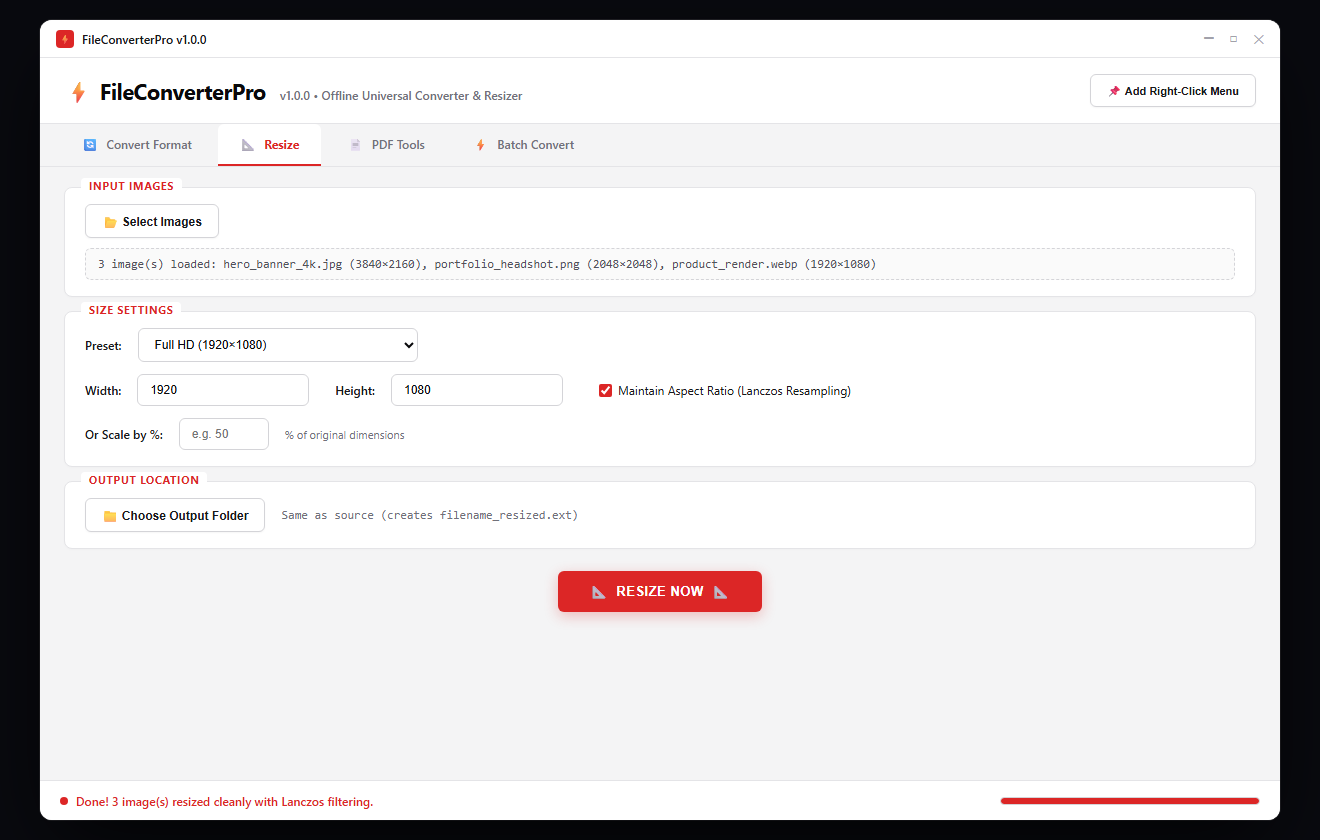 FileConverterPro v1.0.0
FileConverterPro v1.0.0 • Offline Universal Converter & Resizer
Add Right-Click Menu
Convert Format Resize PDF Tools Batch Convert
INPUT IMAGES
Select Images
3 image(s) loaded: hero_banner_4k.jpg (3840×2160), portfolio_headshot.png (2048×2048), product_render.webp (1920×1080)
SIZE SETTINGS
Preset: Full HD (1920×1080)
Width: 1920 Height: 1080 Maintain Aspect Ratio (Lanczos Resampling)
Or Scale by %: e.g. 50 % of original dimensions
OUTPUT LOCATION
Choose Output Folder Same as source (creates filename_resized.ext)
RESIZE NOW
Done! 3 image(s) resized cleanly with Lanczos filtering.